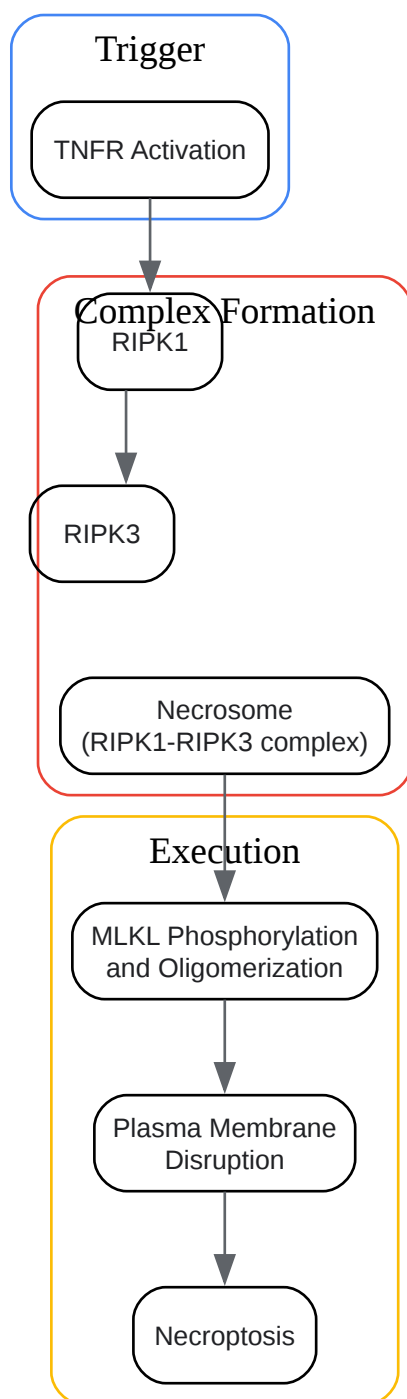 Trigger
TNFR Activation
Complex Formation
RIPK1
RIPK3
Necrosome
(RIPK1-RIPK3 complex)
Execution
MLKL Phosphorylation
and Oligomerization
Plasma Membrane
Disruption
Necroptosis